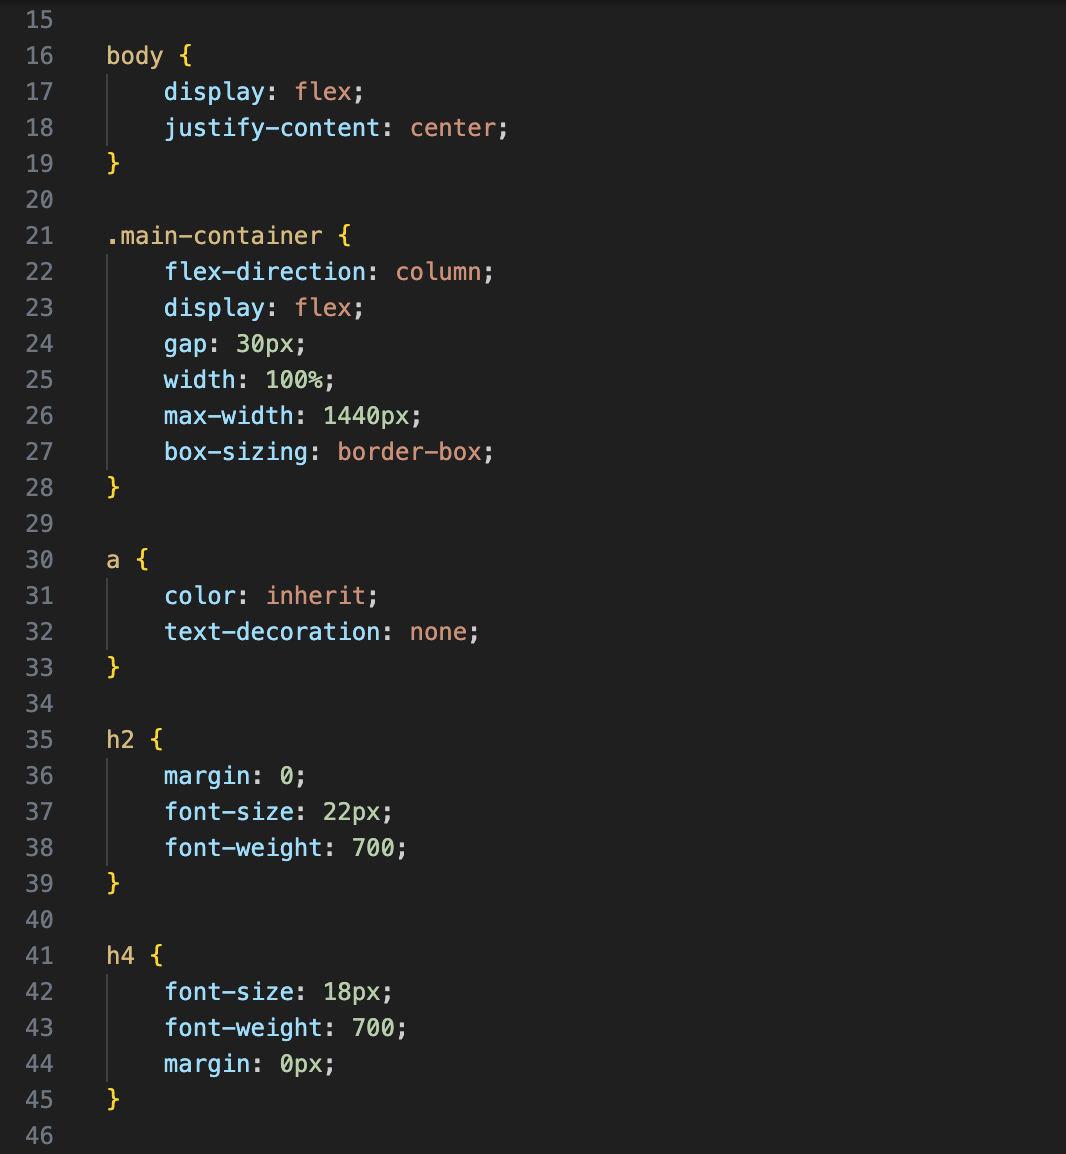 15
16 body {
17     display: flex;
18     justify-content: center;
19 }
20
21 .main-container {
22     flex-direction: column;
23     display: flex;
24     gap: 30px;
25     width: 100%;
26     max-width: 1440px;
27     box-sizing: border-box;
28 }
29
30 a {
31     color: inherit;
32     text-decoration: none;
33 }
34
35 h2 {
36     margin: 0;
37     font-size: 22px;
38     font-weight: 700;
39 }
40
41 h4 {
42     font-size: 18px;
43     font-weight: 700;
44     margin: 0px;
45 }
46